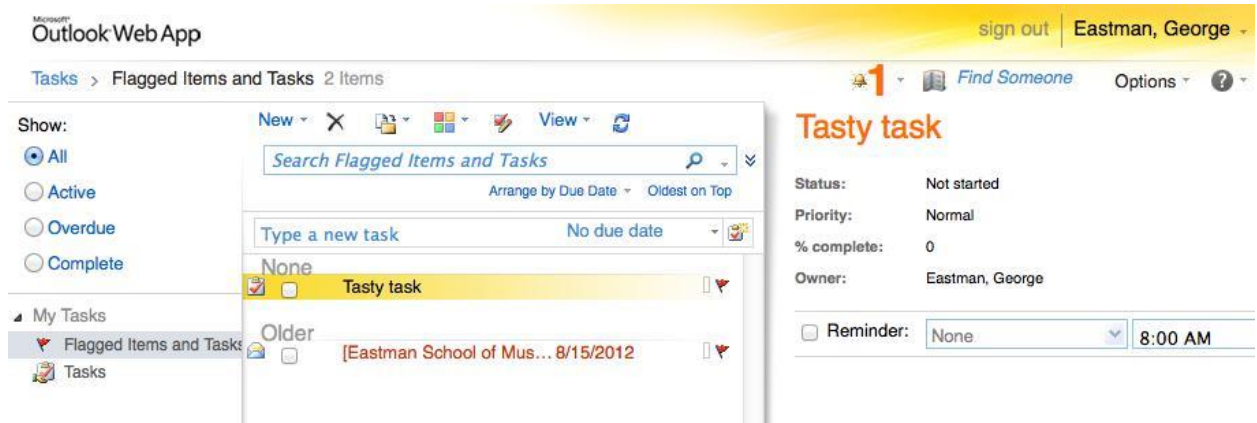 Microsoft®
Outlook Web App
sign out Eastman, George
Tasks > Flagged Items and Tasks 2 Items
1 Find Someone Options ?
Show:
All
Active
Overdue
Complete
My Tasks
Flagged Items and Tasks
Tasks
New View
Search Flagged Items and Tasks
Arrange by Due Date Oldest on Top
Type a new task No due date
None
Tasty task
Older
[Eastman School of Mus... 8/15/2012
Tasty task
Status: Not started
Priority: Normal
% complete: 0
Owner: Eastman, George
Reminder: None 8:00 AM